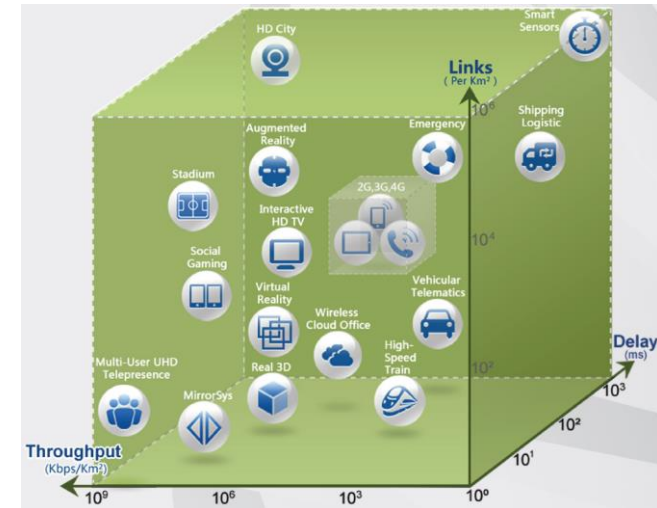 HD City
Smart
Sensors
Links
( Per Km² )
10⁶
Augmented
Reality
Emergency
Shipping
Logistic
Stadium
2G,3G,4G
Interactive
HD TV
10⁴
Social
Gaming
Virtual
Reality
Wireless
Cloud Office
Vehicular
Telematics
High-
Speed
Train
Delay
(ms)
10²
Multi-User UHD
Telepresence
Real 3D
MirrorSys
10³
10²
10¹
Throughput
(Kbps/Km²)
10⁹
10⁶
10³
10⁰